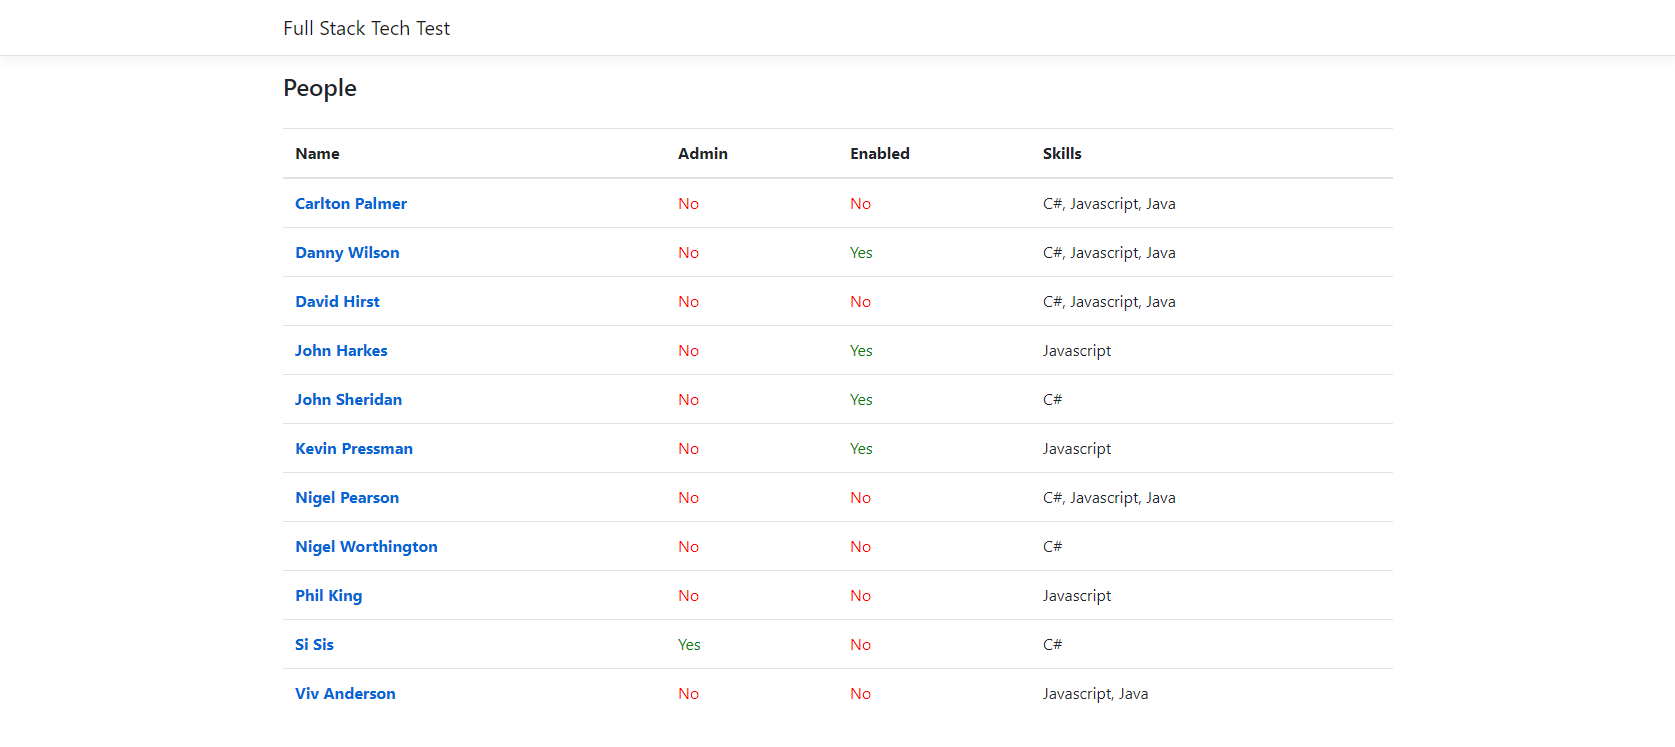 Full Stack Tech Test
People
Name Admin Enabled Skills
Carlton Palmer No No C#, Javascript, Java
Danny Wilson No Yes C#, Javascript, Java
David Hirst No No C#, Javascript, Java
John Harkes No Yes Javascript
John Sheridan No Yes C#
Kevin Pressman No Yes Javascript
Nigel Pearson No No C#, Javascript, Java
Nigel Worthington No No C#
Phil King No No Javascript
Si Sis Yes No C#
Viv Anderson No No Javascript, Java